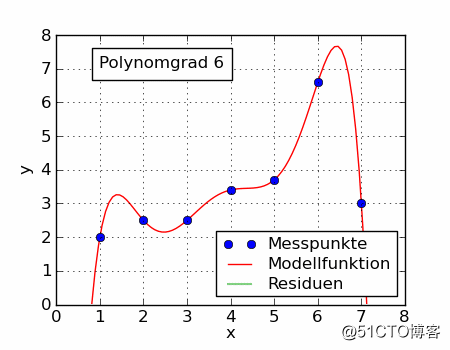 8
7
6
5
4
3
2
1
0
y
Polynomgrad 6
Messpunkte
Modellfunktion
Residuen
0 1 2 3 4 5 6 7 8
x
@51CTO博客